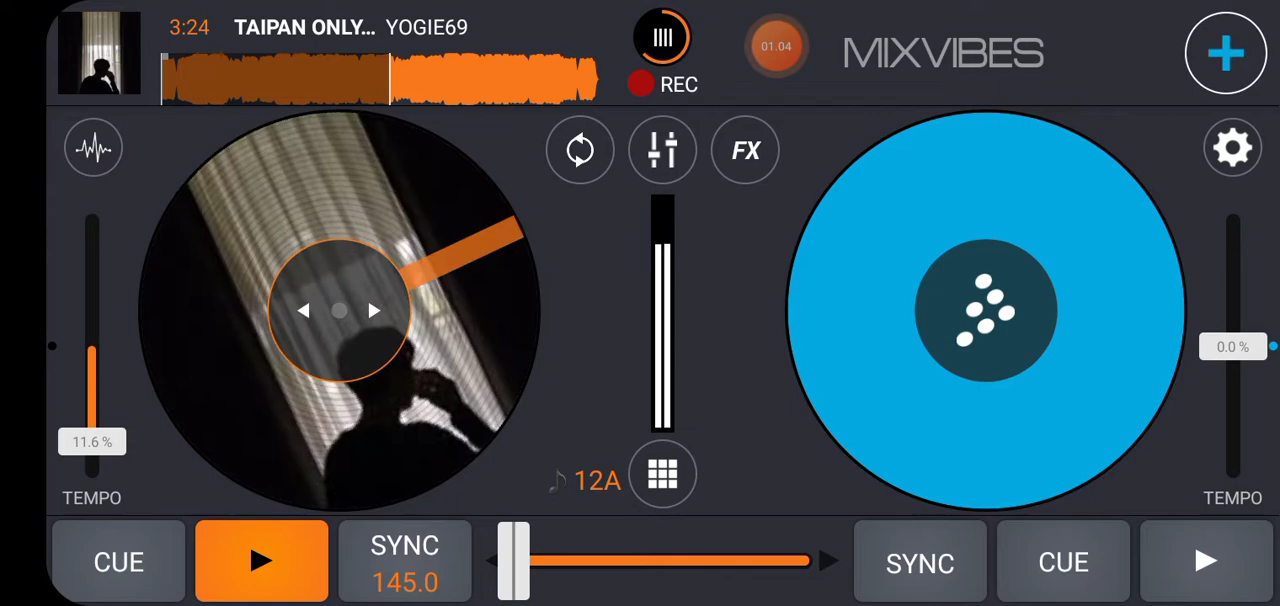 3:24 TAIPAN ONLY... YOGIE69
REC
01.04
MIXVIBES
FX
11.6 %
0.0 %
TEMPO
12A
TEMPO
CUE
SYNC
145.0
SYNC
CUE